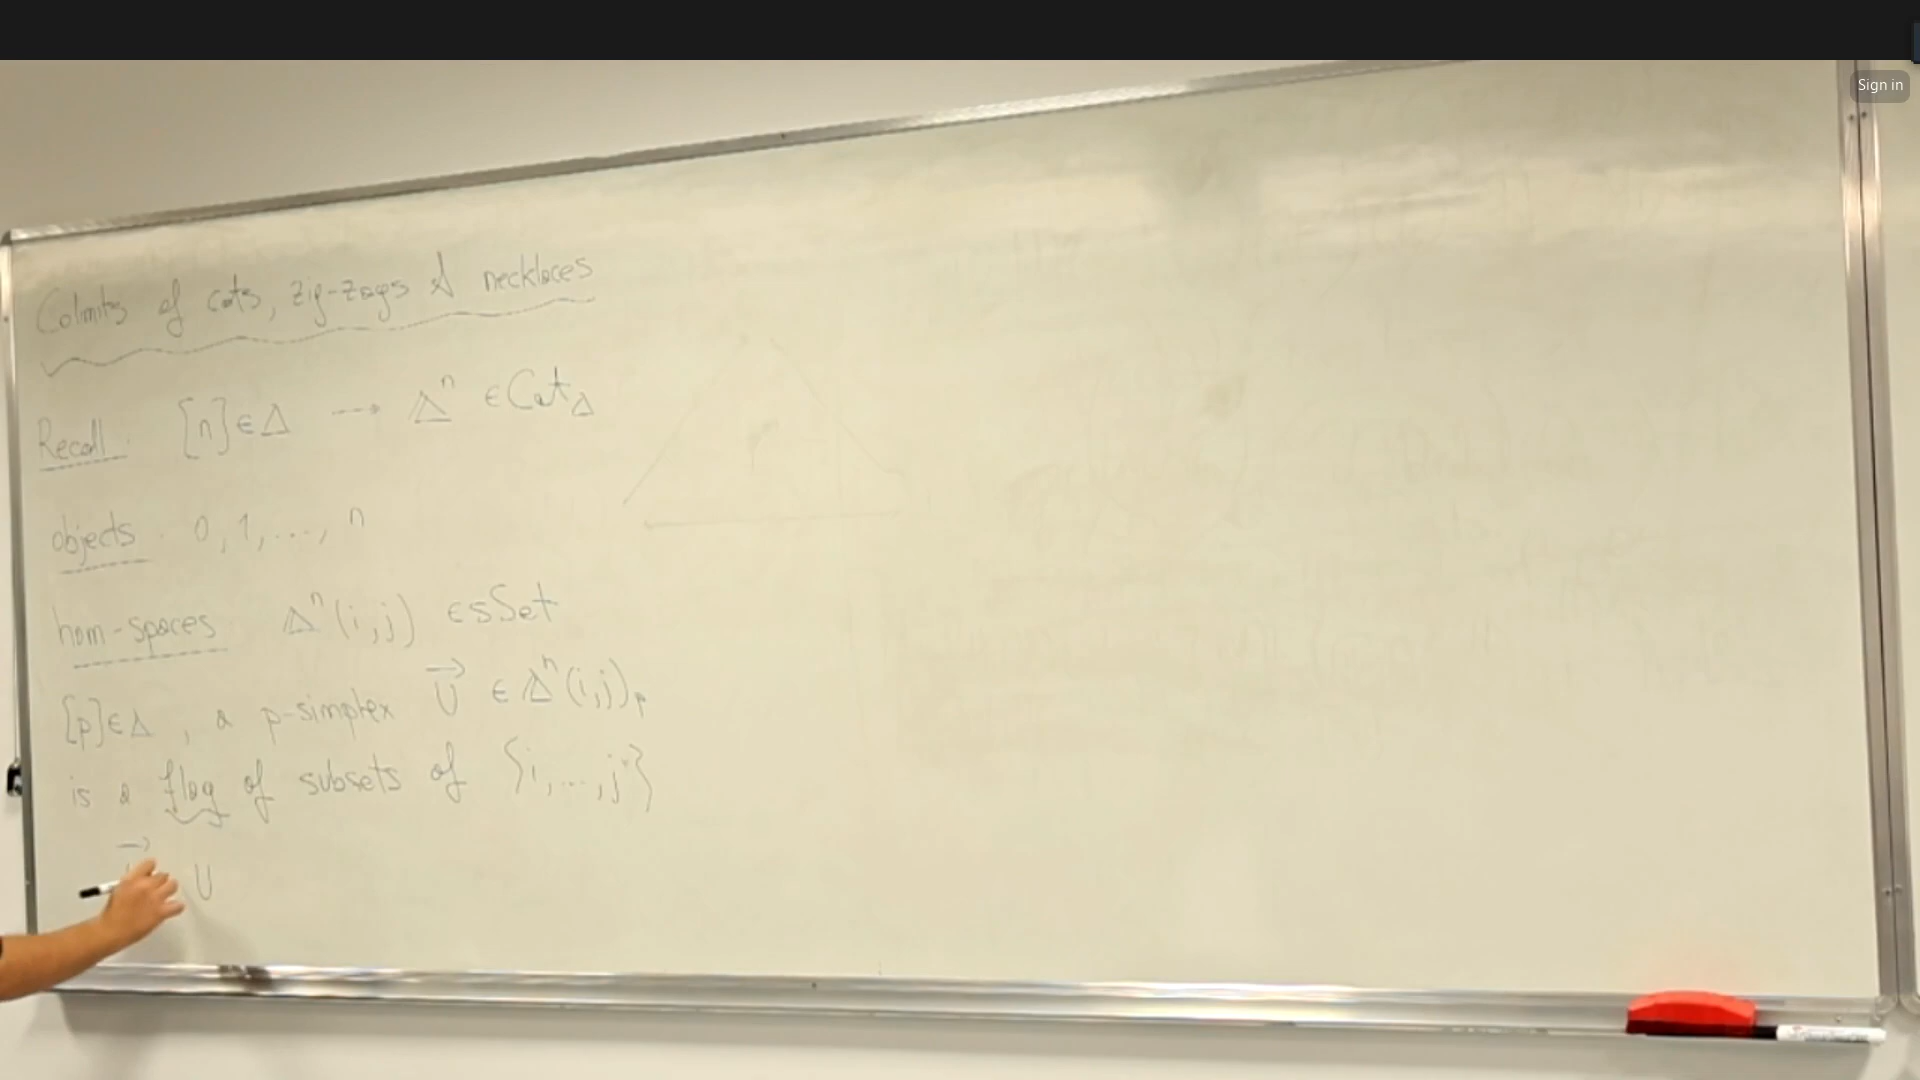 Sign in
Colimits of cats, zig-zags & necklaces
Recall: [n] ∈ Δ ⇢ Δⁿ ∈ Cat_Δ
objects: 0, 1, ..., n
hom-spaces: Δⁿ(i,j) ∈ sSet
[p] ∈ Δ, a p-simplex U⃗ ∈ Δⁿ(i,j)ₚ
is a flag of subsets of {i, ..., j}
U